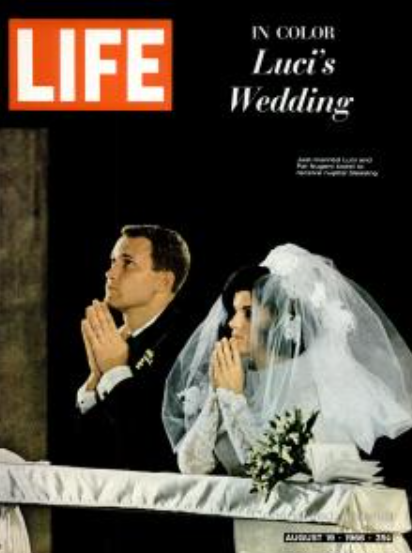 LIFE
IN COLOR
Luci's
Wedding
Just married Luci and
Pat Nugent kneel to
receive nuptial blessing
AUGUST 19 · 1966 · 35¢